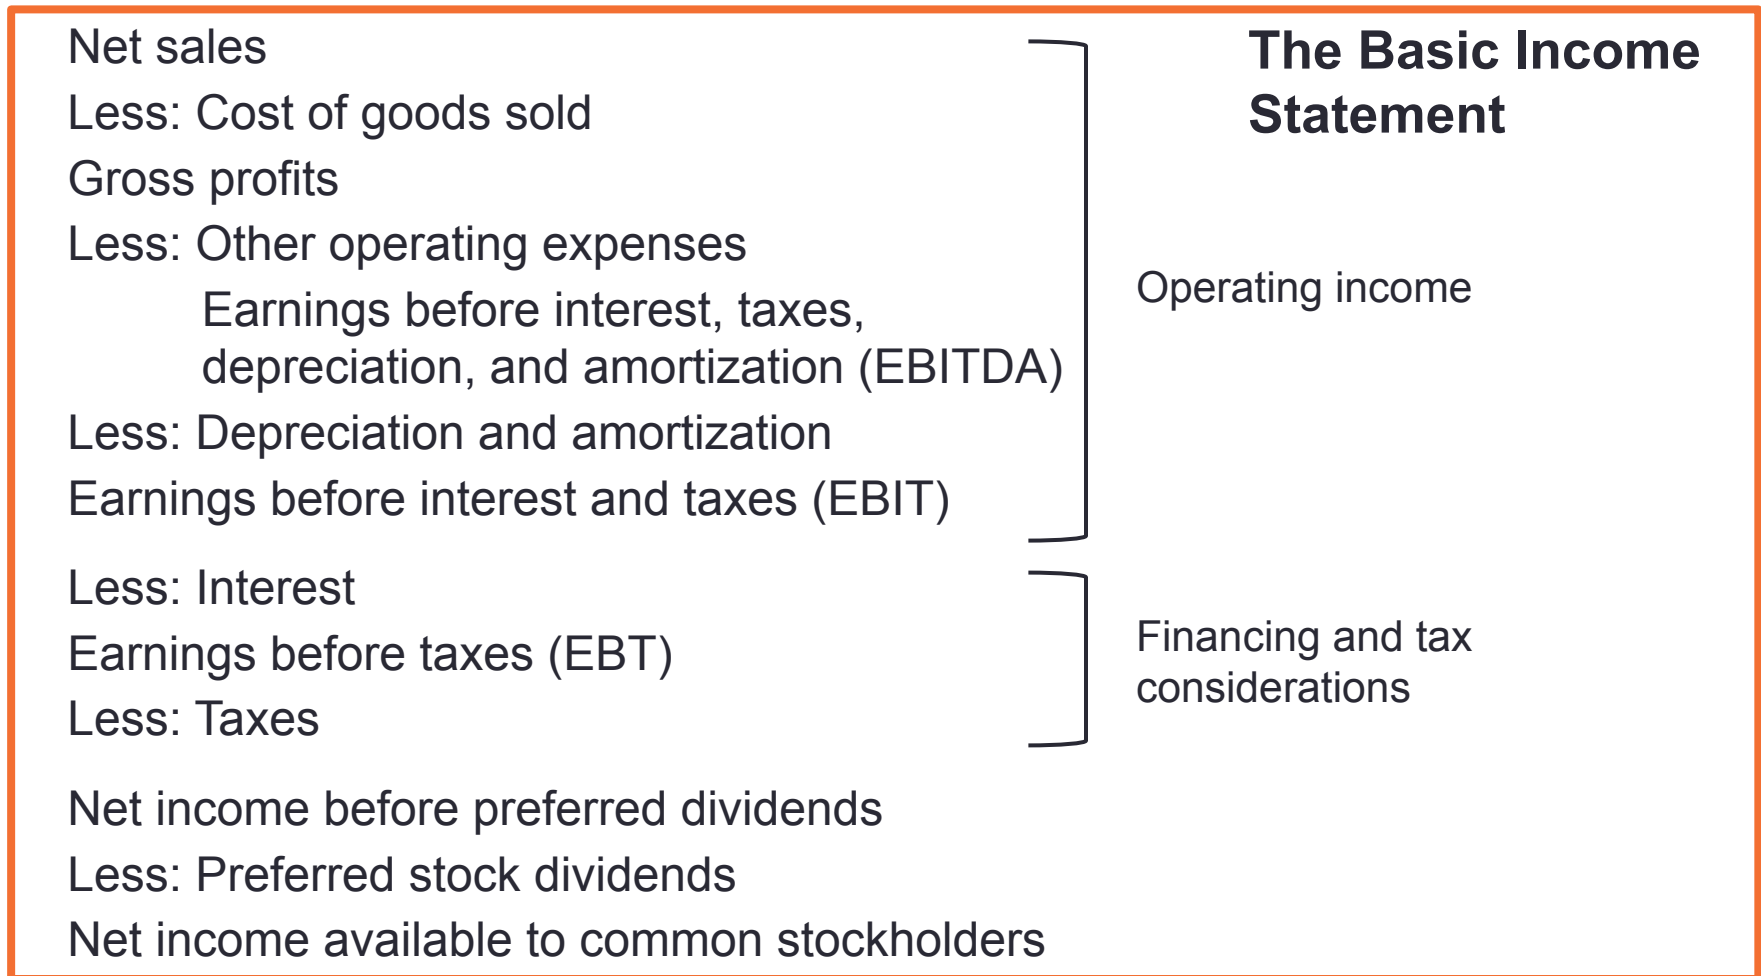 The Basic Income
Statement
Net sales
Less: Cost of goods sold
Gross profits
Less: Other operating expenses
Earnings before interest, taxes,
depreciation, and amortization (EBITDA)
Less: Depreciation and amortization
Earnings before interest and taxes (EBIT)
Operating income
Less: Interest
Earnings before taxes (EBT)
Less: Taxes
Financing and tax
considerations
Net income before preferred dividends
Less: Preferred stock dividends
Net income available to common stockholders